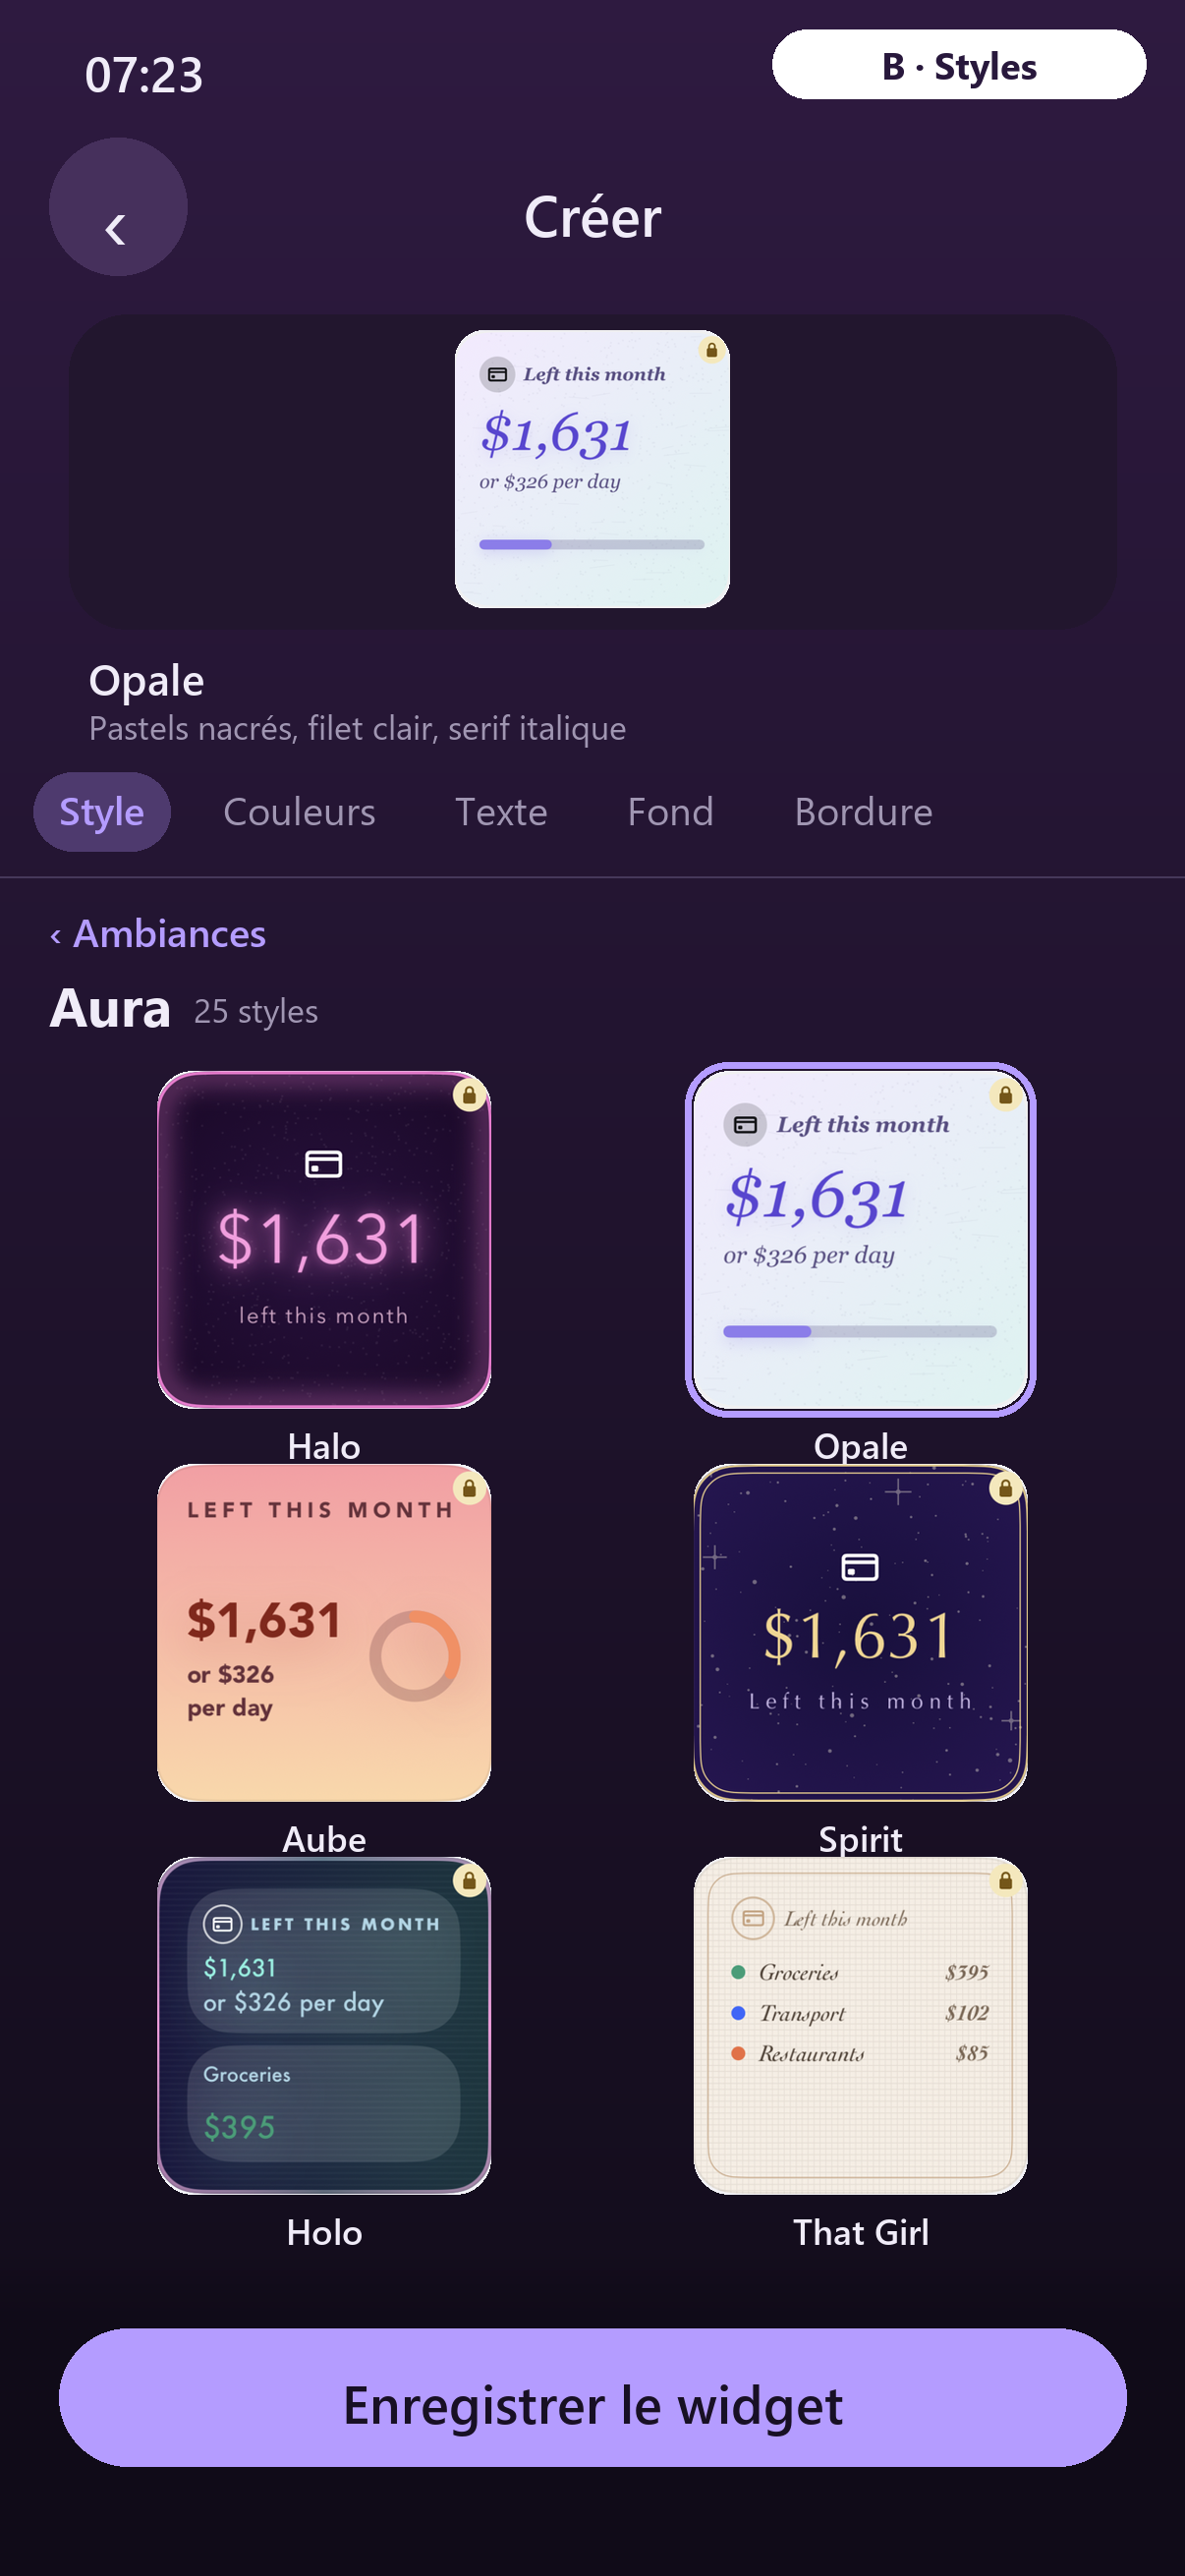 07:23
B · Styles
‹
Créer
Left this month
$1,631
or $326 per day
Opale
Pastels nacrés, filet clair, serif italique
Style Couleurs Texte Fond Bordure
‹ Ambiances
Aura 25 styles
$1,631
left this month
Halo
Left this month
$1,631
or $326 per day
Opale
LEFT THIS MONTH
$1,631
or $326
per day
Aube
$1,631
Left this month
Spirit
LEFT THIS MONTH
$1,631
or $326 per day
Groceries
$395
Holo
Left this month
Groceries $395
Transport $102
Restaurants $85
That Girl
Enregistrer le widget